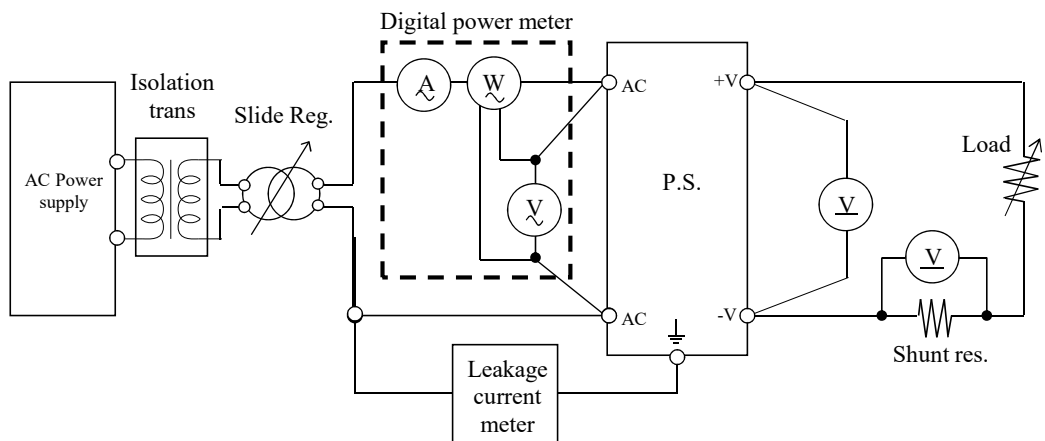 Digital power meter
Isolation
trans
Slide Reg.
A
W
AC
+V
AC Power
supply
P.S.
Load
V
V
V
AC
-V
Shunt res.
Leakage
current
meter